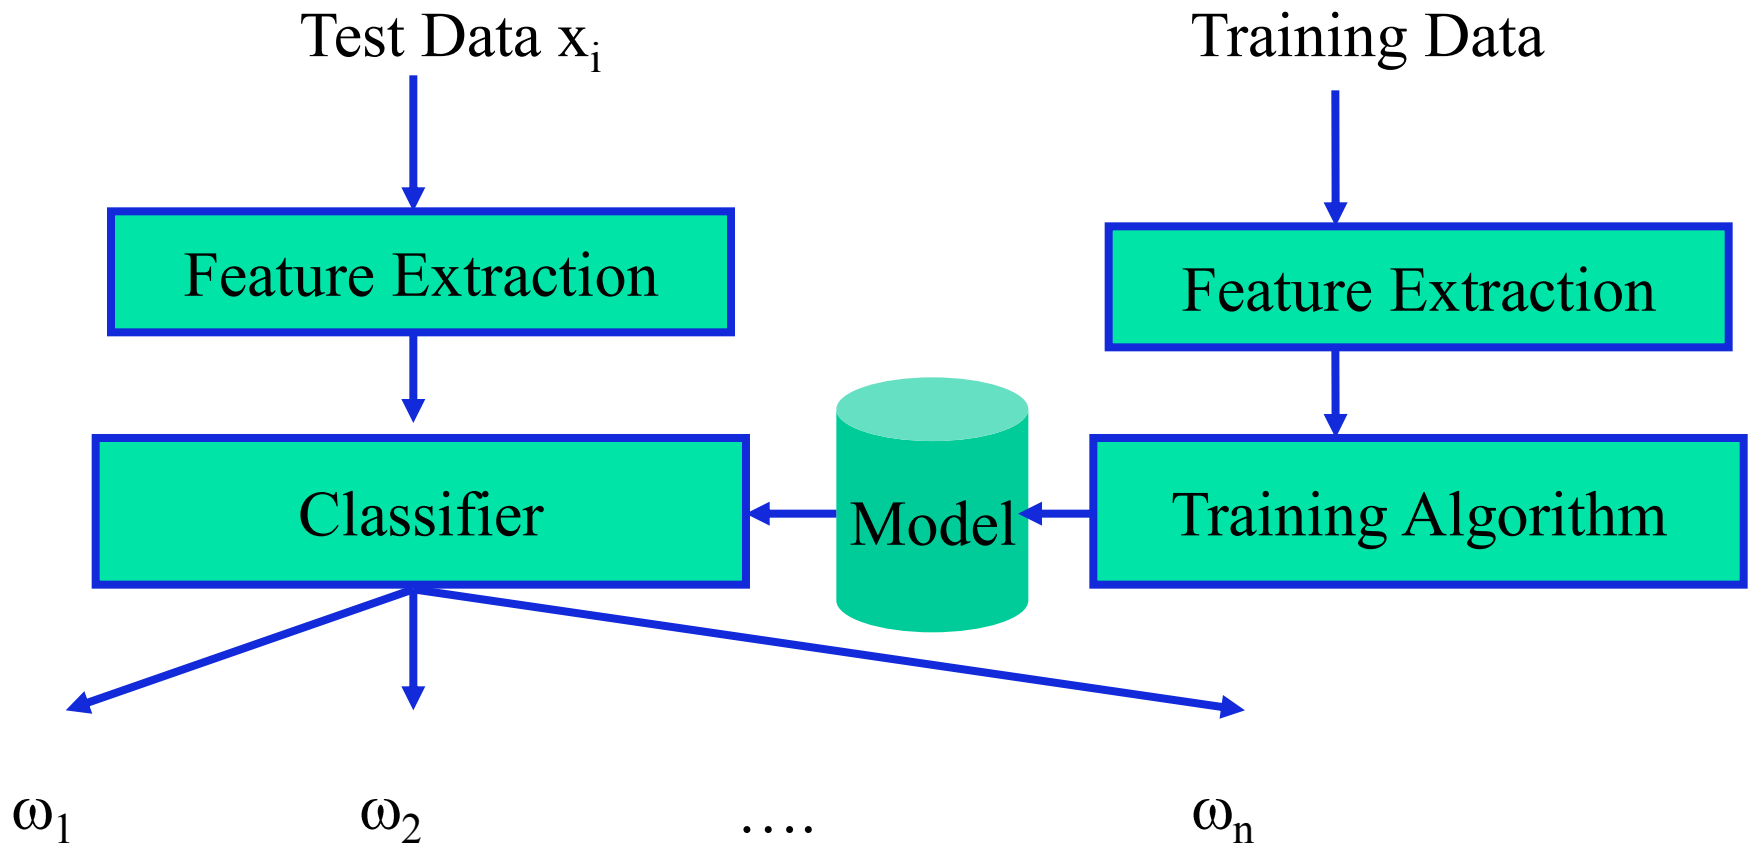 Test Data xᵢ
Training Data
Feature Extraction
Feature Extraction
Classifier
Model
Training Algorithm
ω₁ ω₂ .... ωₙ